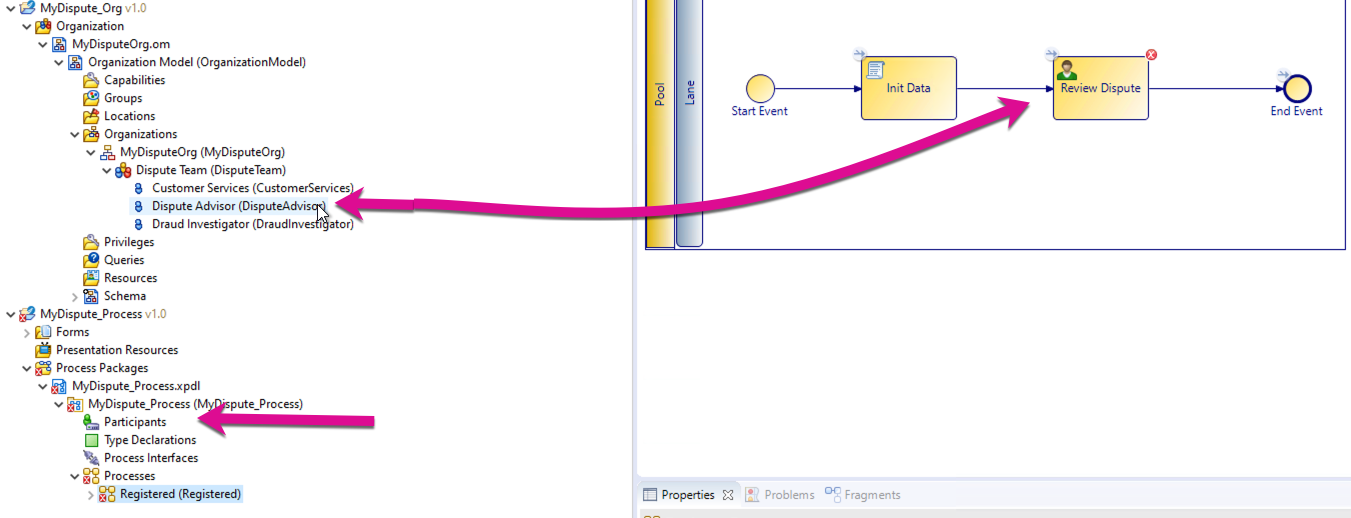 MyDispute_Org v1.0
Organization
MyDisputeOrg.om
Organization Model (OrganizationModel)
Capabilities
Groups
Locations
Organizations
MyDisputeOrg (MyDisputeOrg)
Dispute Team (DisputeTeam)
Customer Services (CustomerServices)
Dispute Advisor (DisputeAdvisor)
Draud Investigator (DraudInvestigator)
Privileges
Queries
Resources
Schema
MyDispute_Process v1.0
Forms
Presentation Resources
Process Packages
MyDispute_Process.xpdl
MyDispute_Process (MyDispute_Process)
Participants
Type Declarations
Process Interfaces
Processes
Registered (Registered)
Pool
Lane
Start Event
Init Data
Review Dispute
End Event
Properties
Problems
Fragments